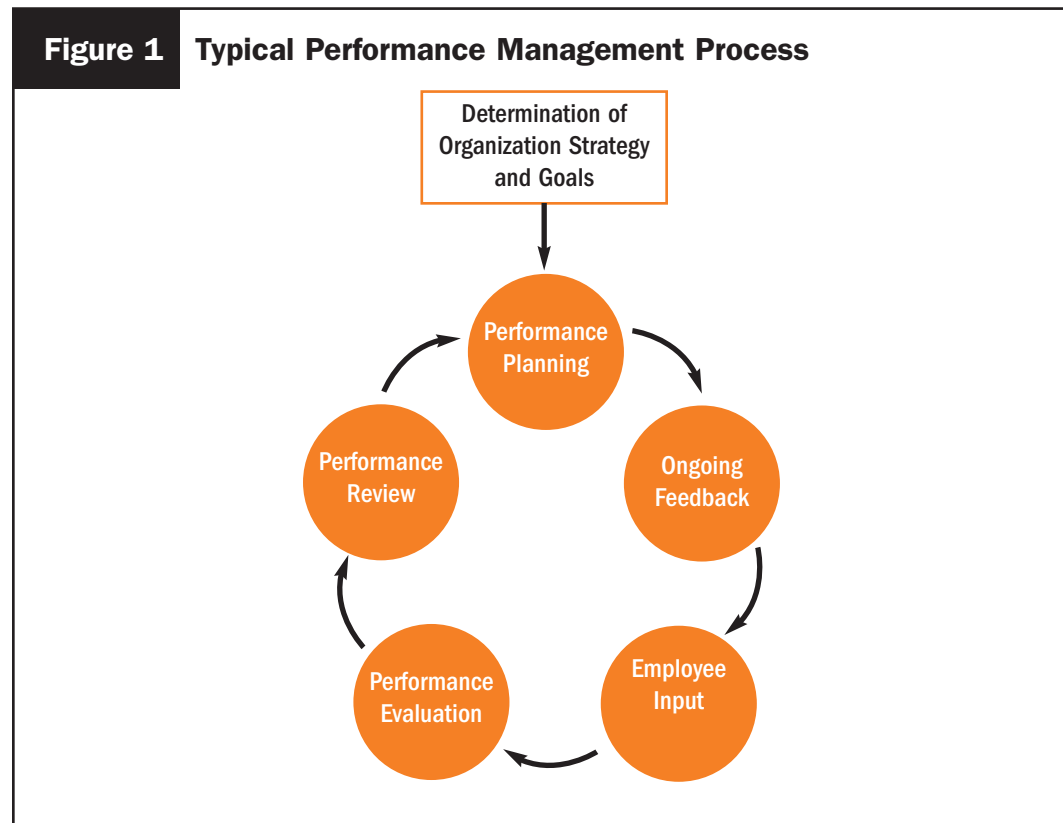 Figure 1 Typical Performance Management Process
Determination of
Organization Strategy
and Goals
Performance
Planning
Ongoing
Feedback
Employee
Input
Performance
Evaluation
Performance
Review